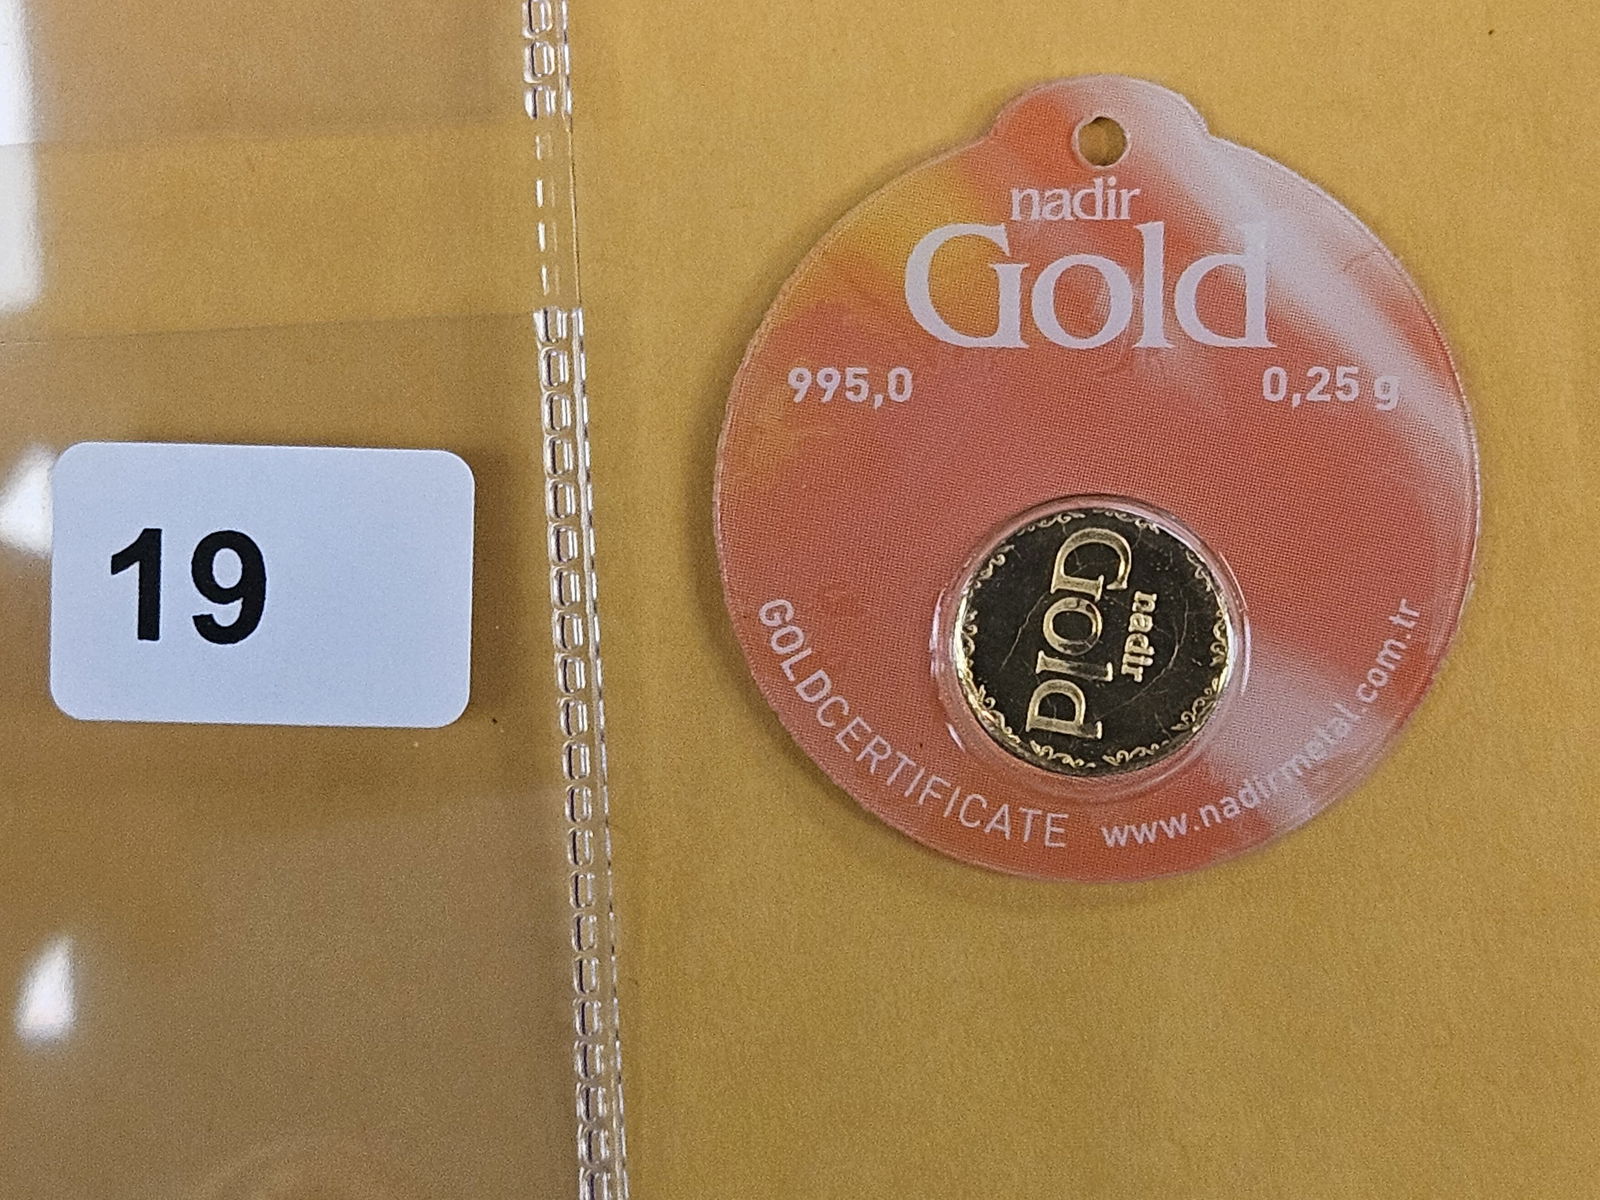 19
nadir
Gold
995,0
0,25 g
nadir
Gold
GOLDCERTIFICATE
www.nadirmetal.com.tr